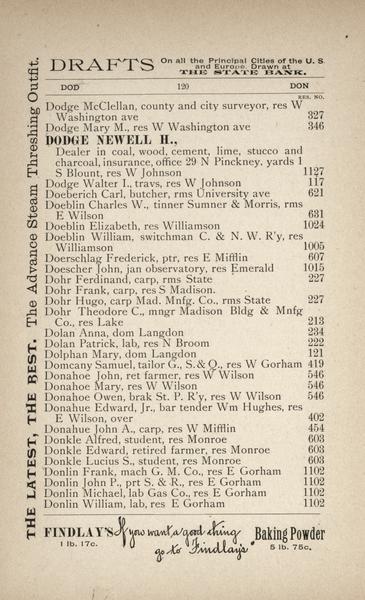 DRAFTS On all the Principal Cities of the U. S.
and Europe. Drawn at
THE STATE BANK.
DOD 120 DON
RES. NO.
Dodge McClellan, county and city surveyor, res W
Washington ave 327
Dodge Mary M., res W Washington ave 346
DODGE NEWELL H.,
Dealer in coal, wood, cement, lime, stucco and
charcoal, insurance, office 29 N Pinckney, yards 1
S Blount, res W Johnson 1127
Dodge Walter I., travs, res W Johnson 117
Doeberich Carl, butcher, rms University ave 621
Doeblin Charles W., tinner Sumner & Morris, rms
E Wilson 631
Doeblin Elizabeth, res Williamson 1024
Doeblin William, switchman C. & N. W. R'y, res
Williamson 1005
Doerschlag Frederick, ptr, res E Mifflin 607
Doescher John, jan observatory, res Emerald 1015
Dohr Ferdinand, carp, rms State 227
Dohr Frank, carp, res S Madison.
Dohr Hugo, carp Mad. Mnfg. Co., rms State 227
Dohr Theodore C., mngr Madison Bldg & Mnfg
Co., res Lake 213
Dolan Anna, dom Langdon 234
Dolan Patrick, lab, res N Broom 222
Dolphan Mary, dom Langdon 121
Domcany Samuel, tailor G., S. & Q., res W Gorham 419
Donahoe John, ret farmer, res W Wilson 546
Donahoe Mary, res W Wilson 546
Donahoe Owen, brak St. P. R'y, res W Wilson 546
Donahue Edward, Jr., bar tender Wm Hughes, res
E Wilson, over 402
Donahue John A., carp, res W Mifflin 454
Donkle Alfred, student, res Monroe 603
Donkle Edward, retired farmer, res Monroe 603
Donkle Lucius S., student, res Monroe 603
Donlin Frank, mach G. M. Co., res E Gorham 1102
Donlin John P., prt S. & R., res E Gorham 1102
Donlin Michael, lab Gas Co., res E Gorham 1102
Donlin William, lab, res E Gorham 1102
THE LATEST, THE BEST. The Advance Steam Threshing Outfit.
FINDLAY'S If you want a good thing Baking Powder
1 lb. 17c. go to Findlay's 5 lb. 75c.